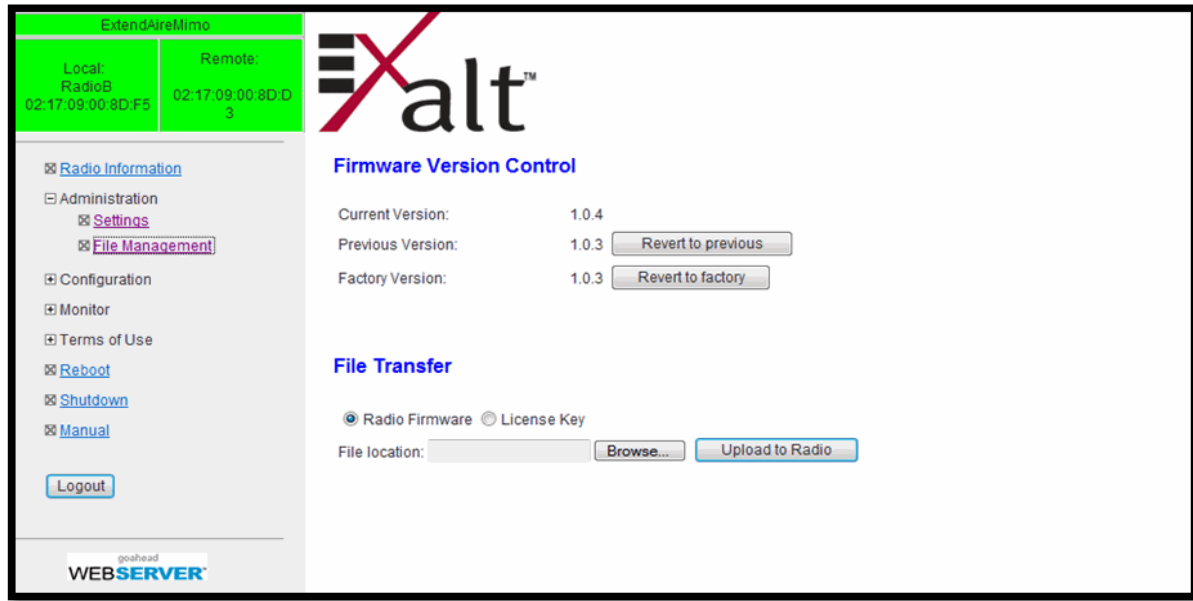 ExtendAireMimo
Local:
RadioB
02:17:09:00:8D:F5
Remote:
02:17:09:00:8D:D
3
Radio Information
Administration
Settings
File Management
Configuration
Monitor
Terms of Use
Reboot
Shutdown
Manual
Logout
goahead
WEBSERVER™
EXalt™
Firmware Version Control
Current Version: 1.0.4
Previous Version: 1.0.3 Revert to previous
Factory Version: 1.0.3 Revert to factory
File Transfer
Radio Firmware License Key
File location: Browse... Upload to Radio